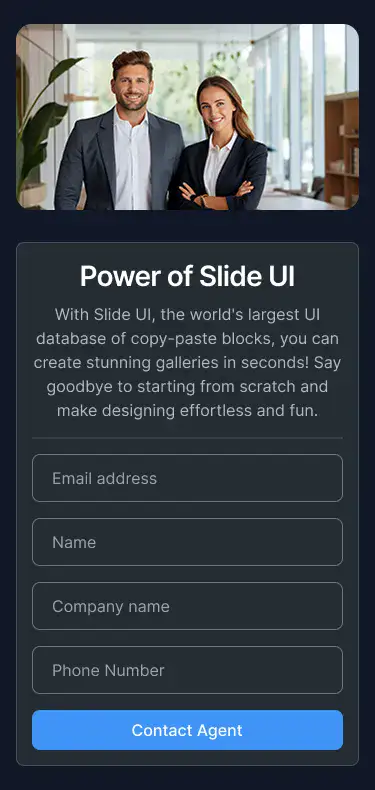 Power of Slide UI
With Slide UI, the world's largest UI
database of copy-paste blocks, you can
create stunning galleries in seconds! Say
goodbye to starting from scratch and
make designing effortless and fun.
Email address
Name
Company name
Phone Number
Contact Agent